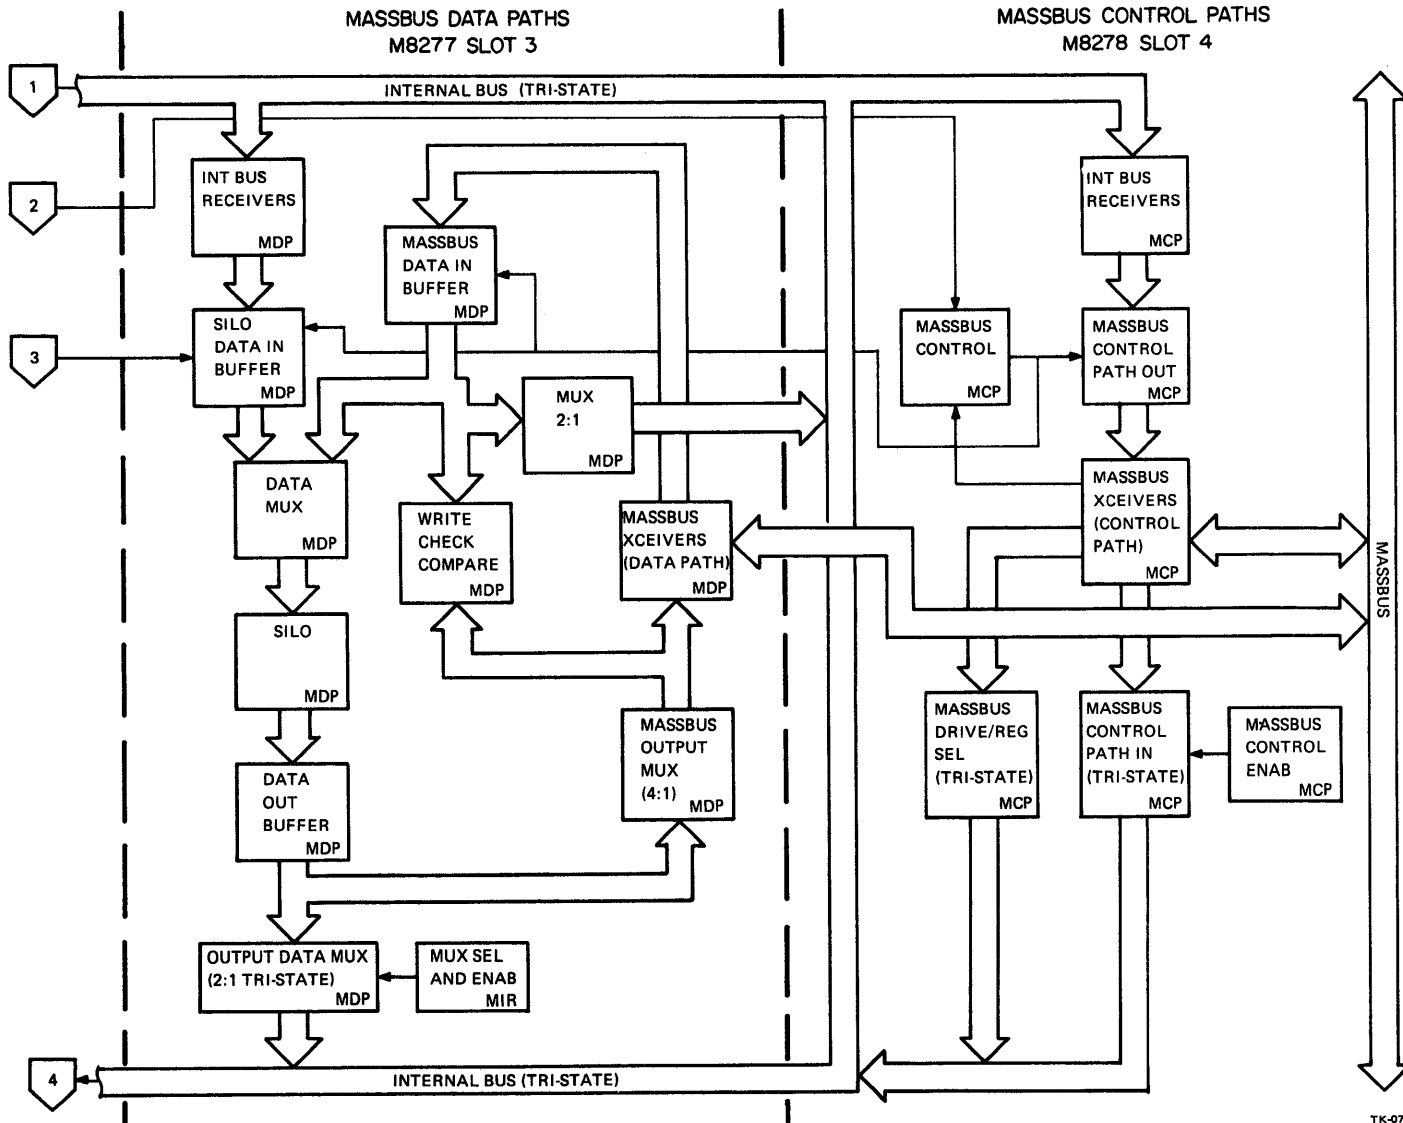 MASSBUS DATA PATHS
M8277 SLOT 3
MASSBUS CONTROL PATHS
M8278 SLOT 4
1
INTERNAL BUS (TRI-STATE)
2
INT BUS
RECEIVERS
MDP
MASSBUS
DATA IN
BUFFER
MDP
INT BUS
RECEIVERS
MCP
3
SILO
DATA IN
BUFFER
MDP
MUX
2:1
MDP
MASSBUS
CONTROL
MCP
MASSBUS
CONTROL
PATH OUT
MCP
DATA
MUX
MDP
WRITE
CHECK
COMPARE
MDP
MASSBUS
XCEIVERS
(DATA PATH)
MDP
MASSBUS
XCEIVERS
(CONTROL
PATH)
MCP
MASSBUS
SILO
MDP
MASSBUS
OUTPUT
MUX
(4:1)
MDP
MASSBUS
DRIVE/REG
SEL
(TRI-STATE)
MCP
MASSBUS
CONTROL
PATH IN
(TRI-STATE)
MCP
MASSBUS
CONTROL
ENAB
MCP
DATA
OUT
BUFFER
MDP
OUTPUT DATA MUX
(2:1 TRI-STATE)
MDP
MUX SEL
AND ENAB
MIR
4
INTERNAL BUS (TRI-STATE)
TK-07